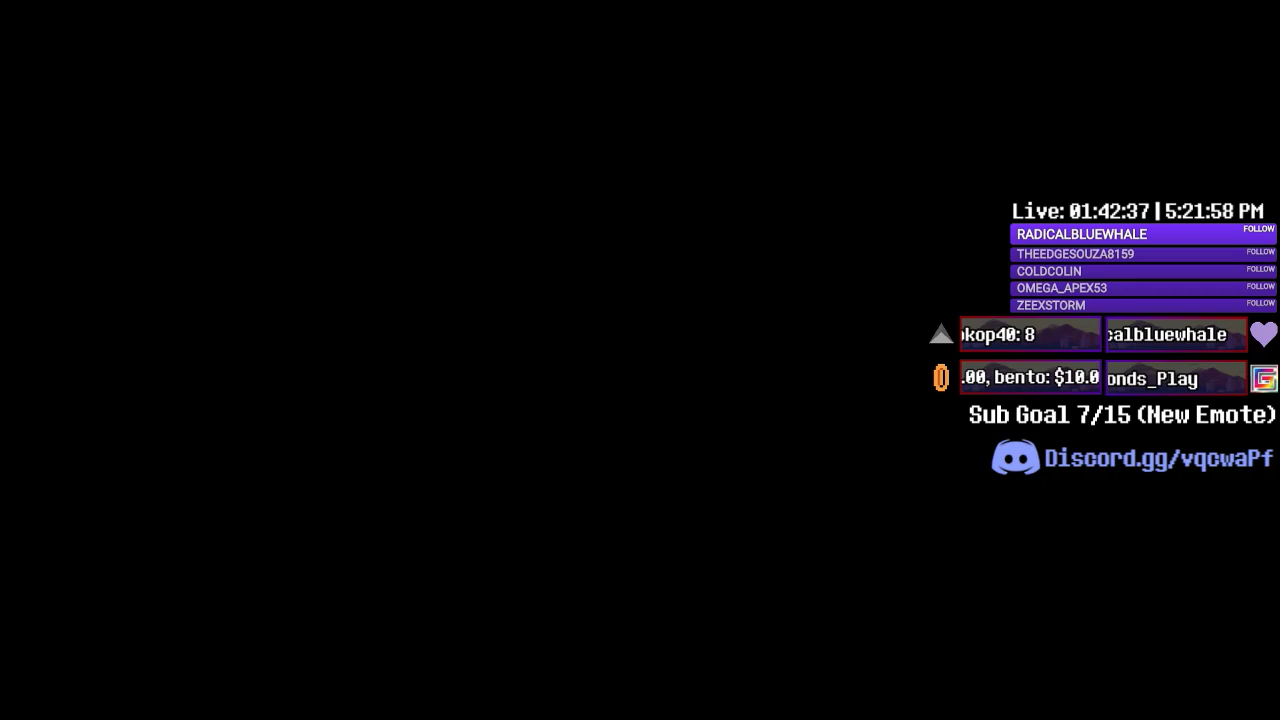 Live: 01:42:37 | 5:21:58 PM
RADICALBLUEWHALE FOLLOW
THEEDGESOUZA8159 FOLLOW
COLDCOLIN FOLLOW
OMEGA_APEX53 FOLLOW
ZEEXSTORM FOLLOW
okop40: 8 calbluewhale
.00, bento: $10.0 onds_Play
Sub Goal 7/15 (New Emote)
Discord.gg/vqcwaPf